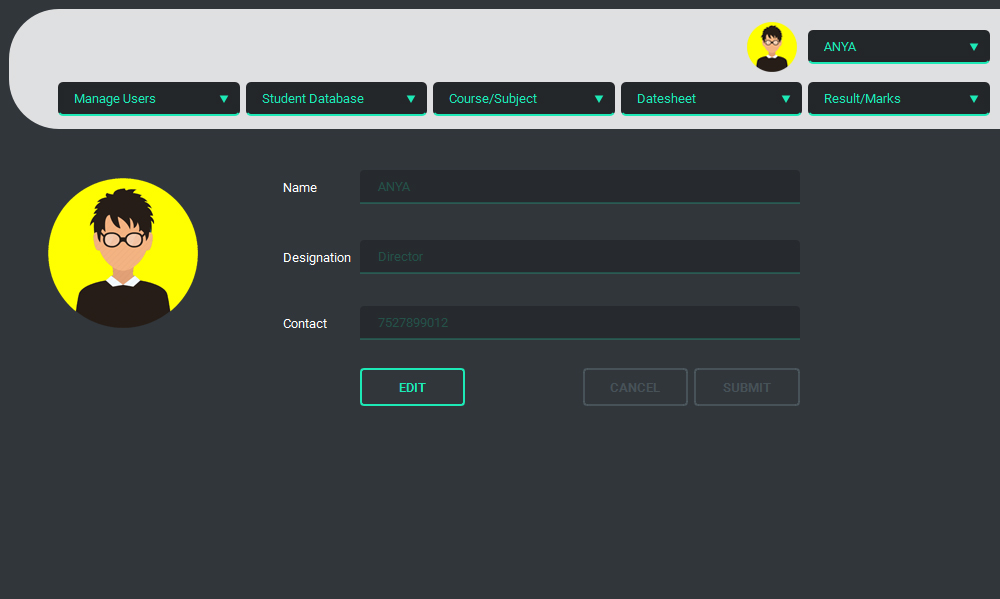 ANYA
Manage Users Student Database Course/Subject Datesheet Result/Marks
Name ANYA
Designation Director
Contact 7527899012
EDIT CANCEL SUBMIT